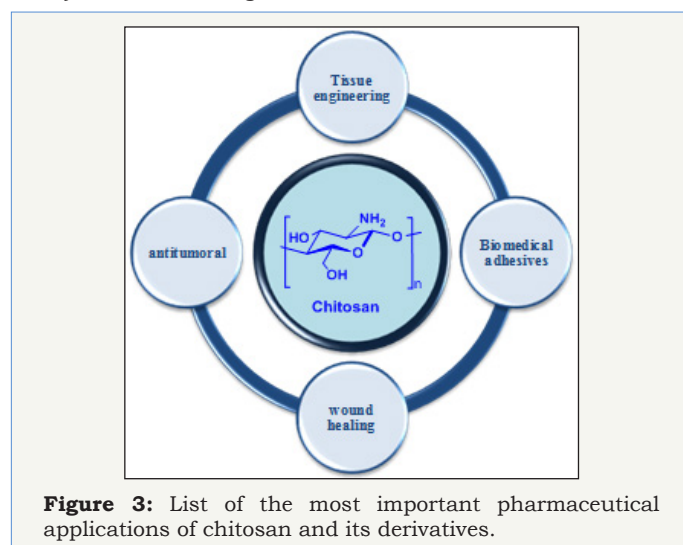 Tissue
engineering
antitumoral
NH₂
HO
O
O
OH
n
Chitosan
Biomedical
adhesives
wound
healing
Figure 3: List of the most important pharmaceutical
applications of chitosan and its derivatives.